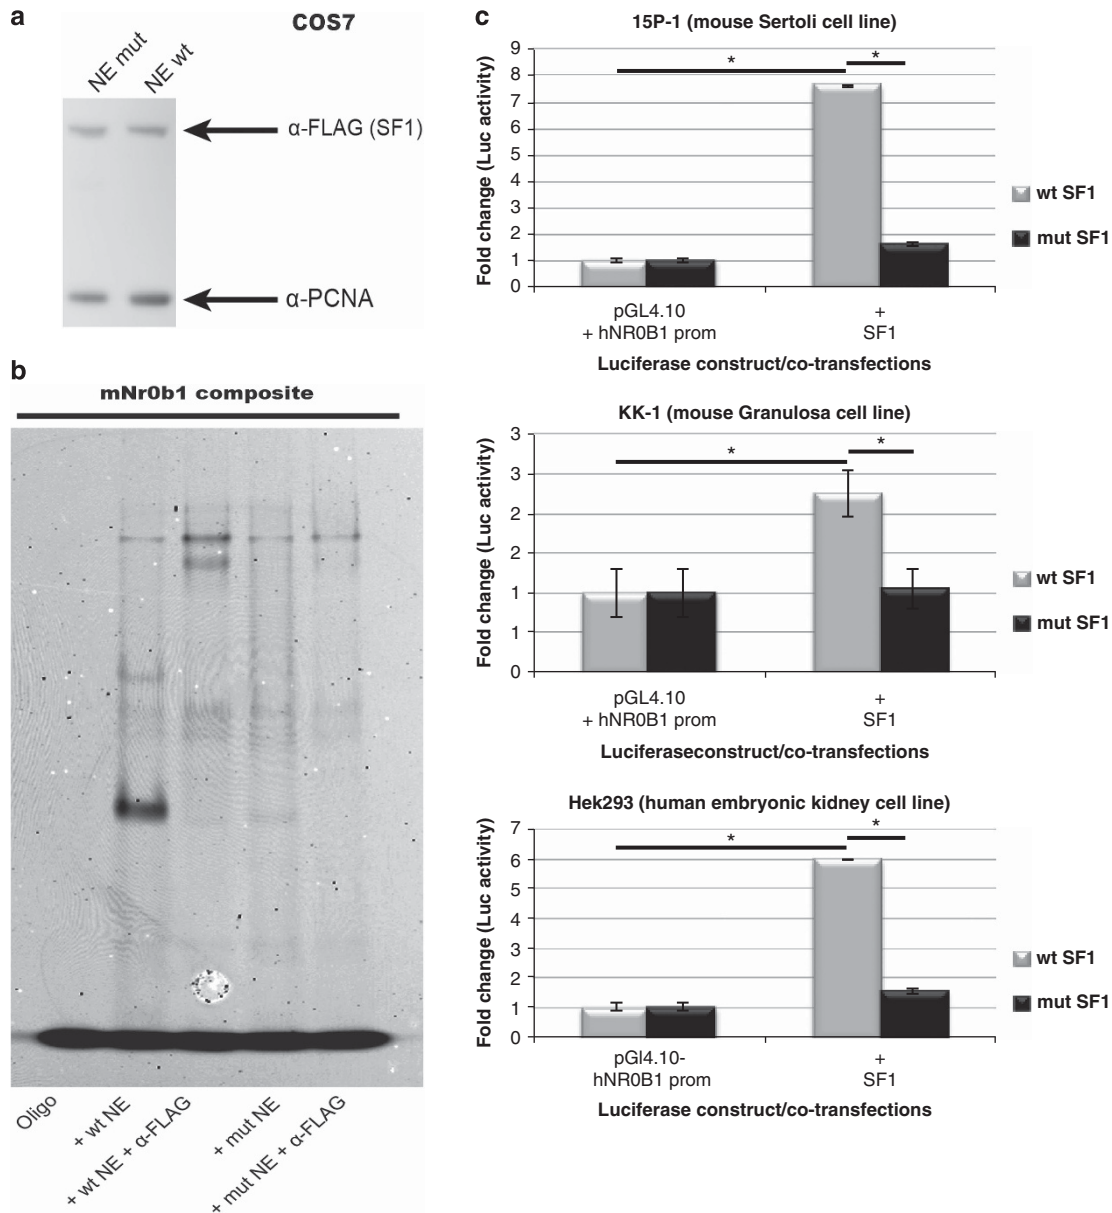 a
COS7
NE mut
NE wt
α-FLAG (SF1)
α-PCNA
b
mNr0b1 composite
Oligo
+ wt NE
+ wt NE + α-FLAG
+ mut NE
+ mut NE + α-FLAG
c
15P-1 (mouse Sertoli cell line)
Fold change (Luc activity)
9
8
7
6
5
4
3
2
1
0
*
*
wt SF1
mut SF1
pGL4.10
+ hNR0B1 prom
+
SF1
Luciferase construct/co-transfections
KK-1 (mouse Granulosa cell line)
Fold change (Luc activity)
3
3
2
2
1
1
0
*
*
wt SF1
mut SF1
pGL4.10
+ hNR0B1 prom
+
SF1
Luciferaseconstruct/co-transfections
Hek293 (human embryonic kidney cell line)
Fold change (Luc activity)
7
6
5
4
3
2
1
0
*
*
wt SF1
mut SF1
pGl4.10-
hNR0B1 prom
+
SF1
Luciferase construct/co-transfections